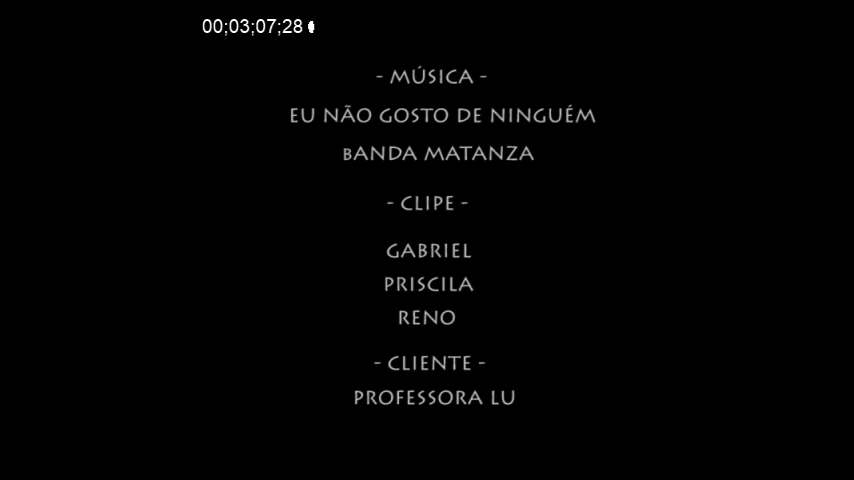 00;03;07;28
- MÚSICA -
EU NÃO GOSTO DE NINGUÉM
BANDA MATANZA
- CLIPE -
GABRIEL
PRISCILA
RENO
- CLIENTE -
PROFESSORA LU